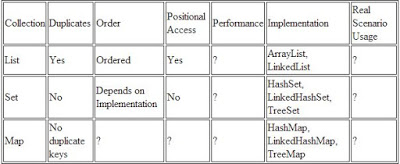 Collection Duplicates Order Positional Access Performance Implementation Real Scenario Usage
List Yes Ordered Yes ? ArrayList, LinkedList ?
Set No Depends on Implementation No ? HashSet, LinkedHashSet, TreeSet ?
Map No duplicate keys ? ? ? HashMap, LinkedHashMap, TreeMap ?